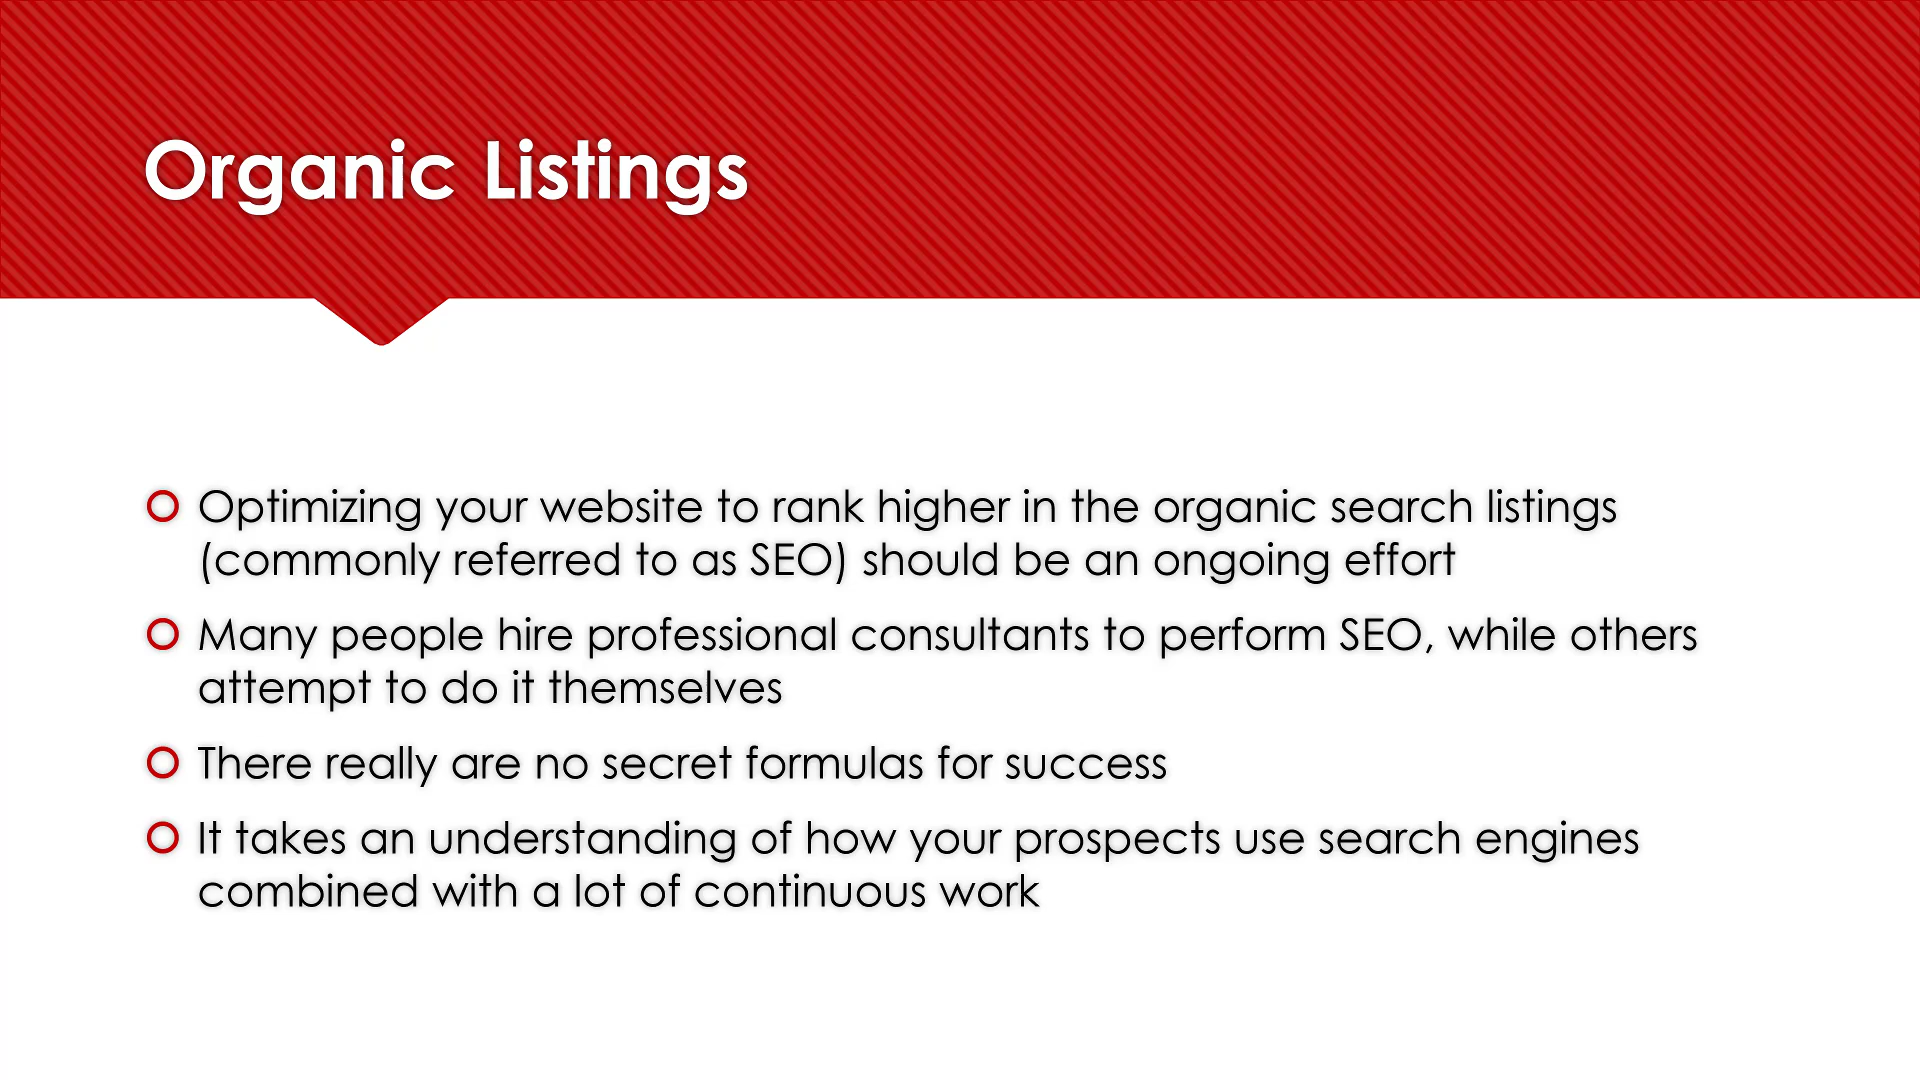 Organic Listings
Optimizing your website to rank higher in the organic search listings
(commonly referred to as SEO) should be an ongoing effort
Many people hire professional consultants to perform SEO, while others
attempt to do it themselves
There really are no secret formulas for success
It takes an understanding of how your prospects use search engines
combined with a lot of continuous work